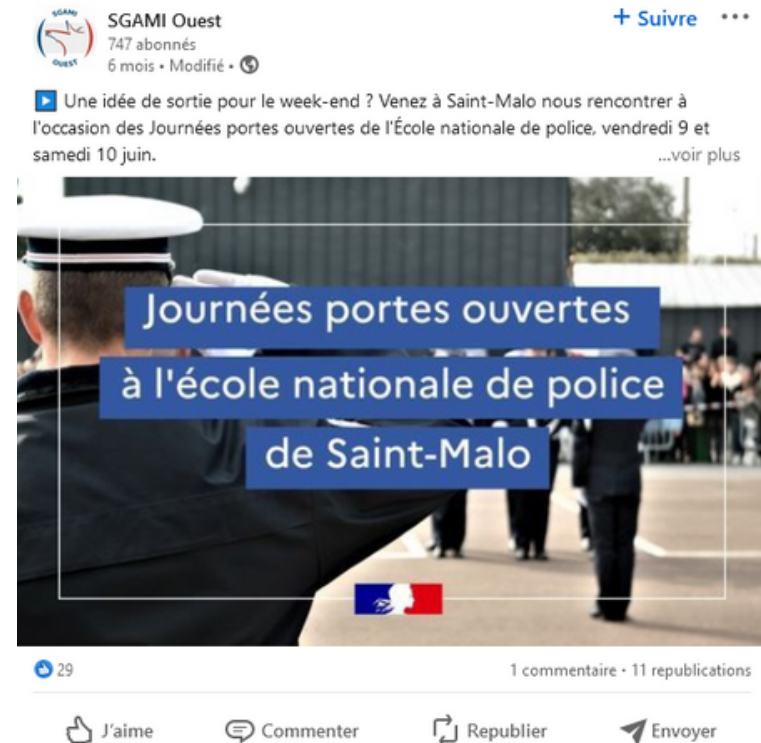 SGAMI
OUEST
SGAMI Ouest
+ Suivre
747 abonnés
6 mois • Modifié •
Une idée de sortie pour le week-end ? Venez à Saint-Malo nous rencontrer à
l'occasion des Journées portes ouvertes de l'École nationale de police, vendredi 9 et
samedi 10 juin.
...voir plus
Journées portes ouvertes
à l'école nationale de police
de Saint-Malo
29
1 commentaire • 11 republications
J'aime
Commenter
Republier
Envoyer